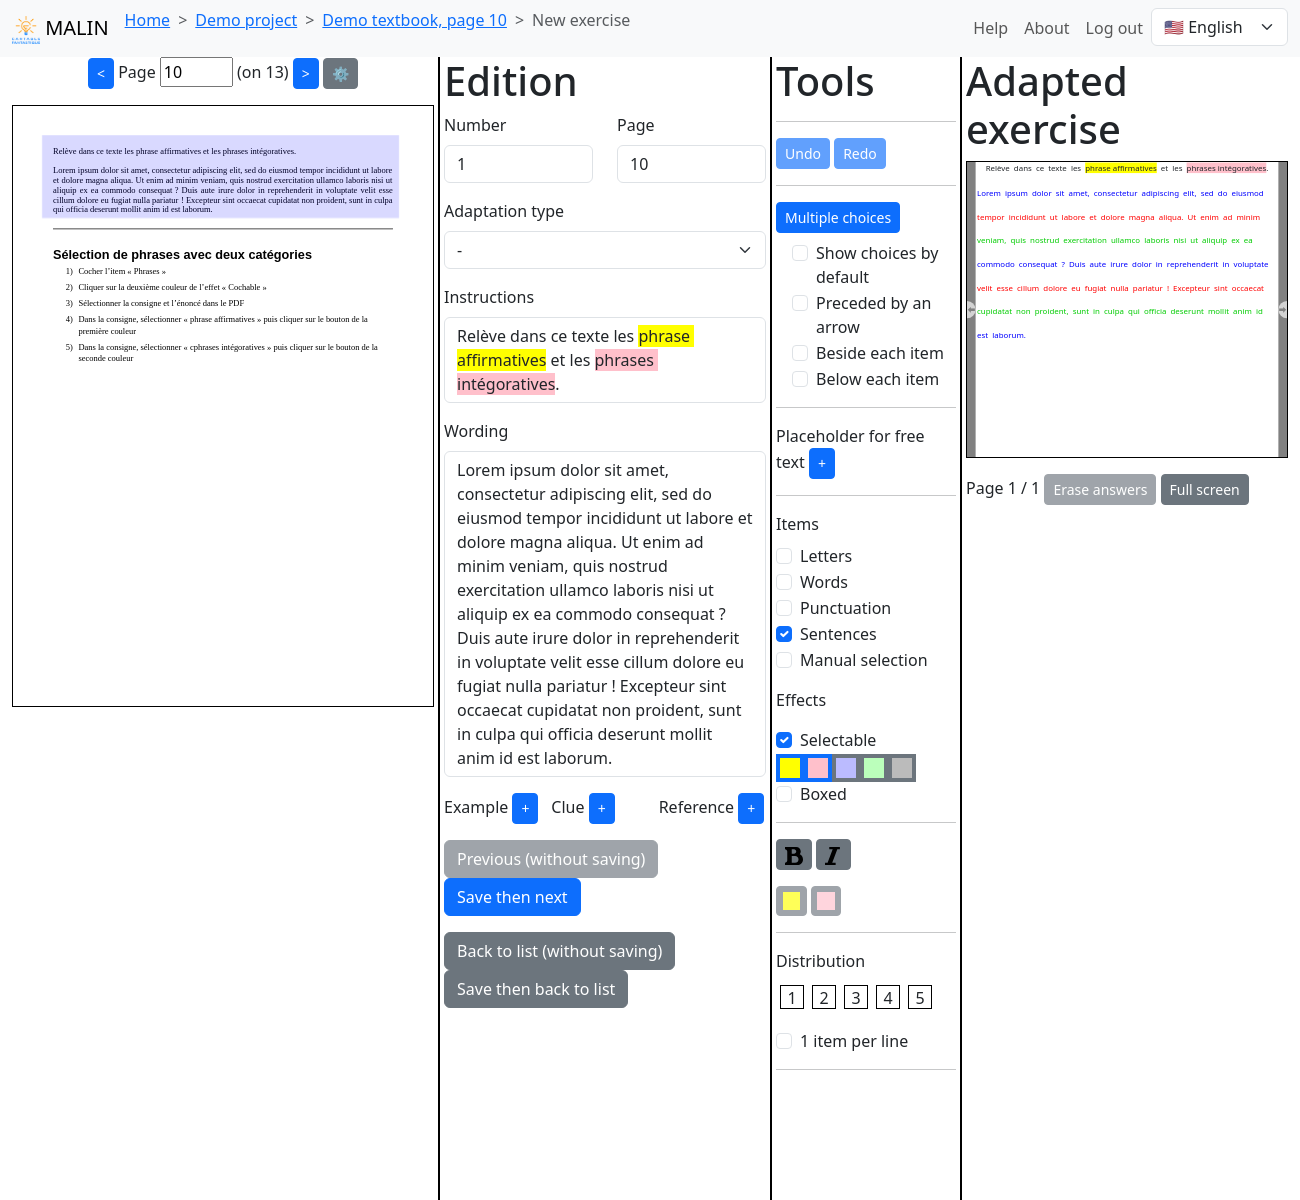 MALIN
Home > Demo project > Demo textbook, page 10 > New exercise
Help About Log out 🇺🇸 English
< Page 10 (on 13) > ⚙️
Relève dans ce texte les phrase affirmatives et les phrases intégoratives.
Lorem ipsum dolor sit amet, consectetur adipiscing elit, sed do eiusmod tempor incididunt ut labore
et dolore magna aliqua. Ut enim ad minim veniam, quis nostrud exercitation ullamco laboris nisi ut
aliquip ex ea commodo consequat ? Duis aute irure dolor in reprehenderit in voluptate velit esse
cillum dolore eu fugiat nulla pariatur ! Excepteur sint occaecat cupidatat non proident, sunt in culpa
qui officia deserunt mollit anim id est laborum.
Sélection de phrases avec deux catégories
1) Cocher l’item « Phrases »
2) Cliquer sur la deuxième couleur de l’effet « Cochable »
3) Sélectionner la consigne et l’énoncé dans le PDF
4) Dans la consigne, sélectionner « phrase affirmatives » puis cliquer sur le bouton de la
première couleur
5) Dans la consigne, sélectionner « cphrases intégoratives » puis cliquer sur le bouton de la
seconde couleur
Edition
Number Page
1 10
Adaptation type
-
Instructions
Relève dans ce texte les phrase
affirmatives et les phrases
intégoratives.
Wording
Lorem ipsum dolor sit amet,
consectetur adipiscing elit, sed do
eiusmod tempor incididunt ut labore et
dolore magna aliqua. Ut enim ad
minim veniam, quis nostrud
exercitation ullamco laboris nisi ut
aliquip ex ea commodo consequat ?
Duis aute irure dolor in reprehenderit
in voluptate velit esse cillum dolore eu
fugiat nulla pariatur ! Excepteur sint
occaecat cupidatat non proident, sunt
in culpa qui officia deserunt mollit
anim id est laborum.
Example + Clue + Reference +
Previous (without saving)
Save then next
Back to list (without saving)
Save then back to list
Tools
Undo Redo
Multiple choices
Show choices by
default
Preceded by an
arrow
Beside each item
Below each item
Placeholder for free
text +
Items
Letters
Words
Punctuation
Sentences
Manual selection
Effects
Selectable
Boxed
B I
Distribution
1 2 3 4 5
1 item per line
Adapted
exercise
Relève dans ce texte les phrase affirmatives et les phrases intégoratives.
Lorem ipsum dolor sit amet, consectetur adipiscing elit, sed do eiusmod
tempor incididunt ut labore et dolore magna aliqua. Ut enim ad minim
veniam, quis nostrud exercitation ullamco laboris nisi ut aliquip ex ea
commodo consequat ? Duis aute irure dolor in reprehenderit in voluptate
velit esse cillum dolore eu fugiat nulla pariatur ! Excepteur sint occaecat
cupidatat non proident, sunt in culpa qui officia deserunt mollit anim id
est laborum.
Page 1 / 1 Erase answers Full screen